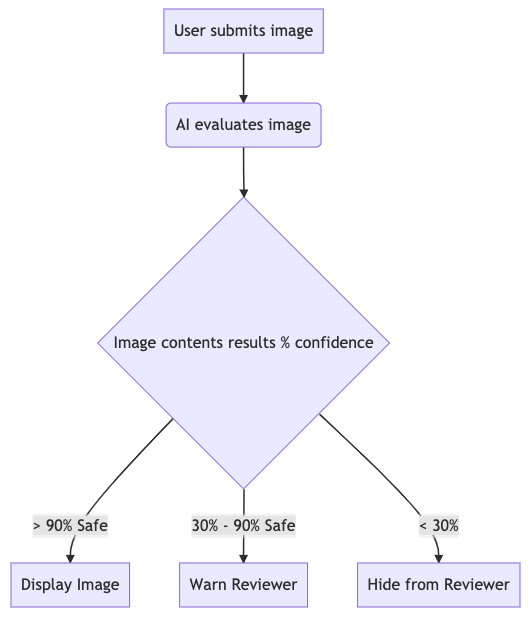 User submits image
AI evaluates image
Image contents results % confidence
> 90% Safe
30% - 90% Safe
< 30%
Display Image
Warn Reviewer
Hide from Reviewer